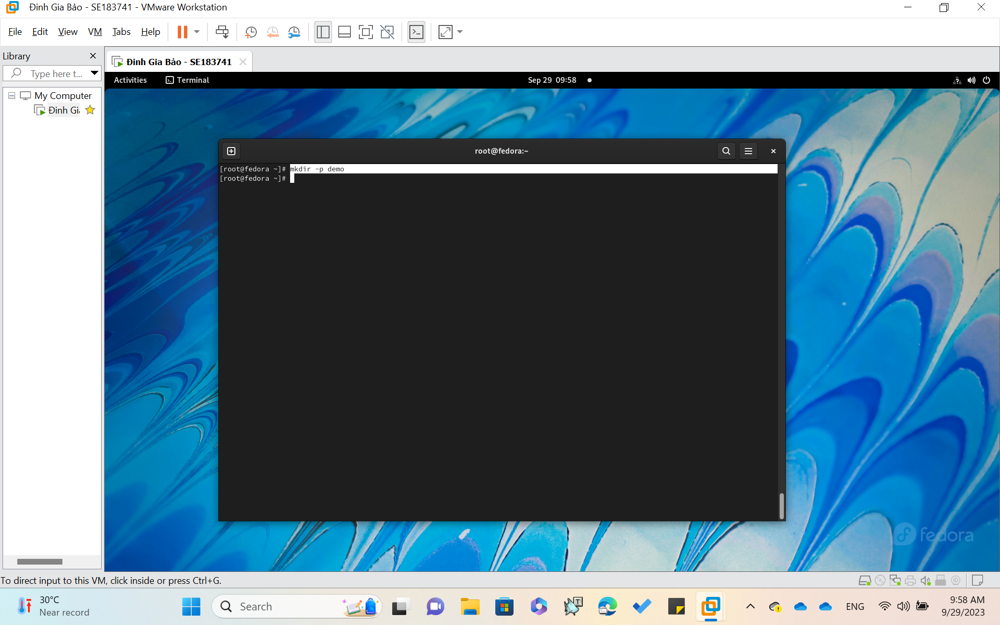 Đinh Gia Bảo - SE183741 - VMware Workstation
File Edit View VM Tabs Help
Library
Type here t...
My Computer
Đinh Gia
Đinh Gia Bảo - SE183741
Activities Terminal Sep 29 09:58
root@fedora:~
[root@fedora ~]# mkdir -p demo
[root@fedora ~]#
fedora
To direct input to this VM, click inside or press Ctrl+G.
30°C
Near record
Search
ENG
9:58 AM
9/29/2023